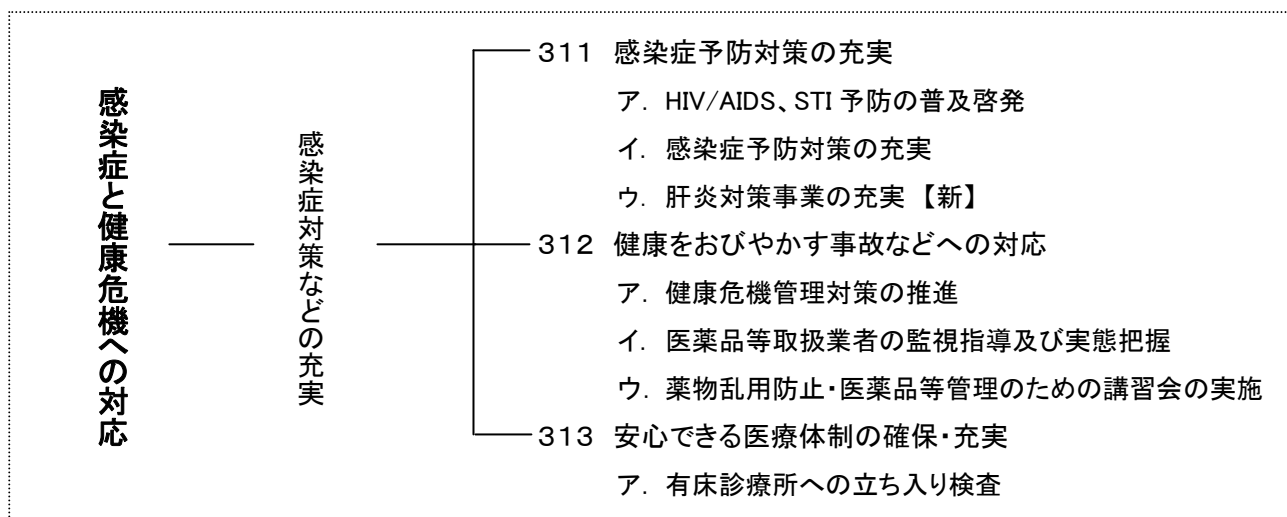 感染症と健康危機への対応
感染症対策などの充実
311 感染症予防対策の充実
ア. HIV/AIDS、STI 予防の普及啓発
イ. 感染症予防対策の充実
ウ. 肝炎対策事業の充実 【新】
312 健康をおびやかす事故などへの対応
ア. 健康危機管理対策の推進
イ. 医薬品等取扱業者の監視指導及び実態把握
ウ. 薬物乱用防止・医薬品等管理のための講習会の実施
313 安心できる医療体制の確保・充実
ア. 有床診療所への立ち入り検査